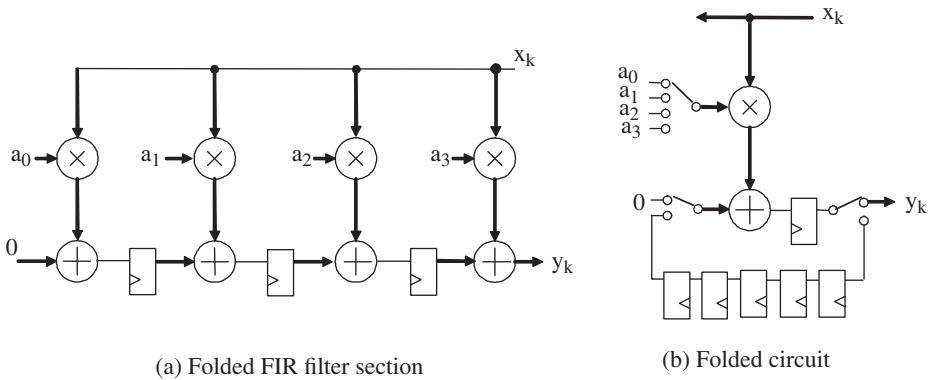 x_k
a_0
a_1
a_2
a_3
0
y_k
(a) Folded FIR filter section
x_k
a_0
a_1
a_2
a_3
0
y_k
(b) Folded circuit